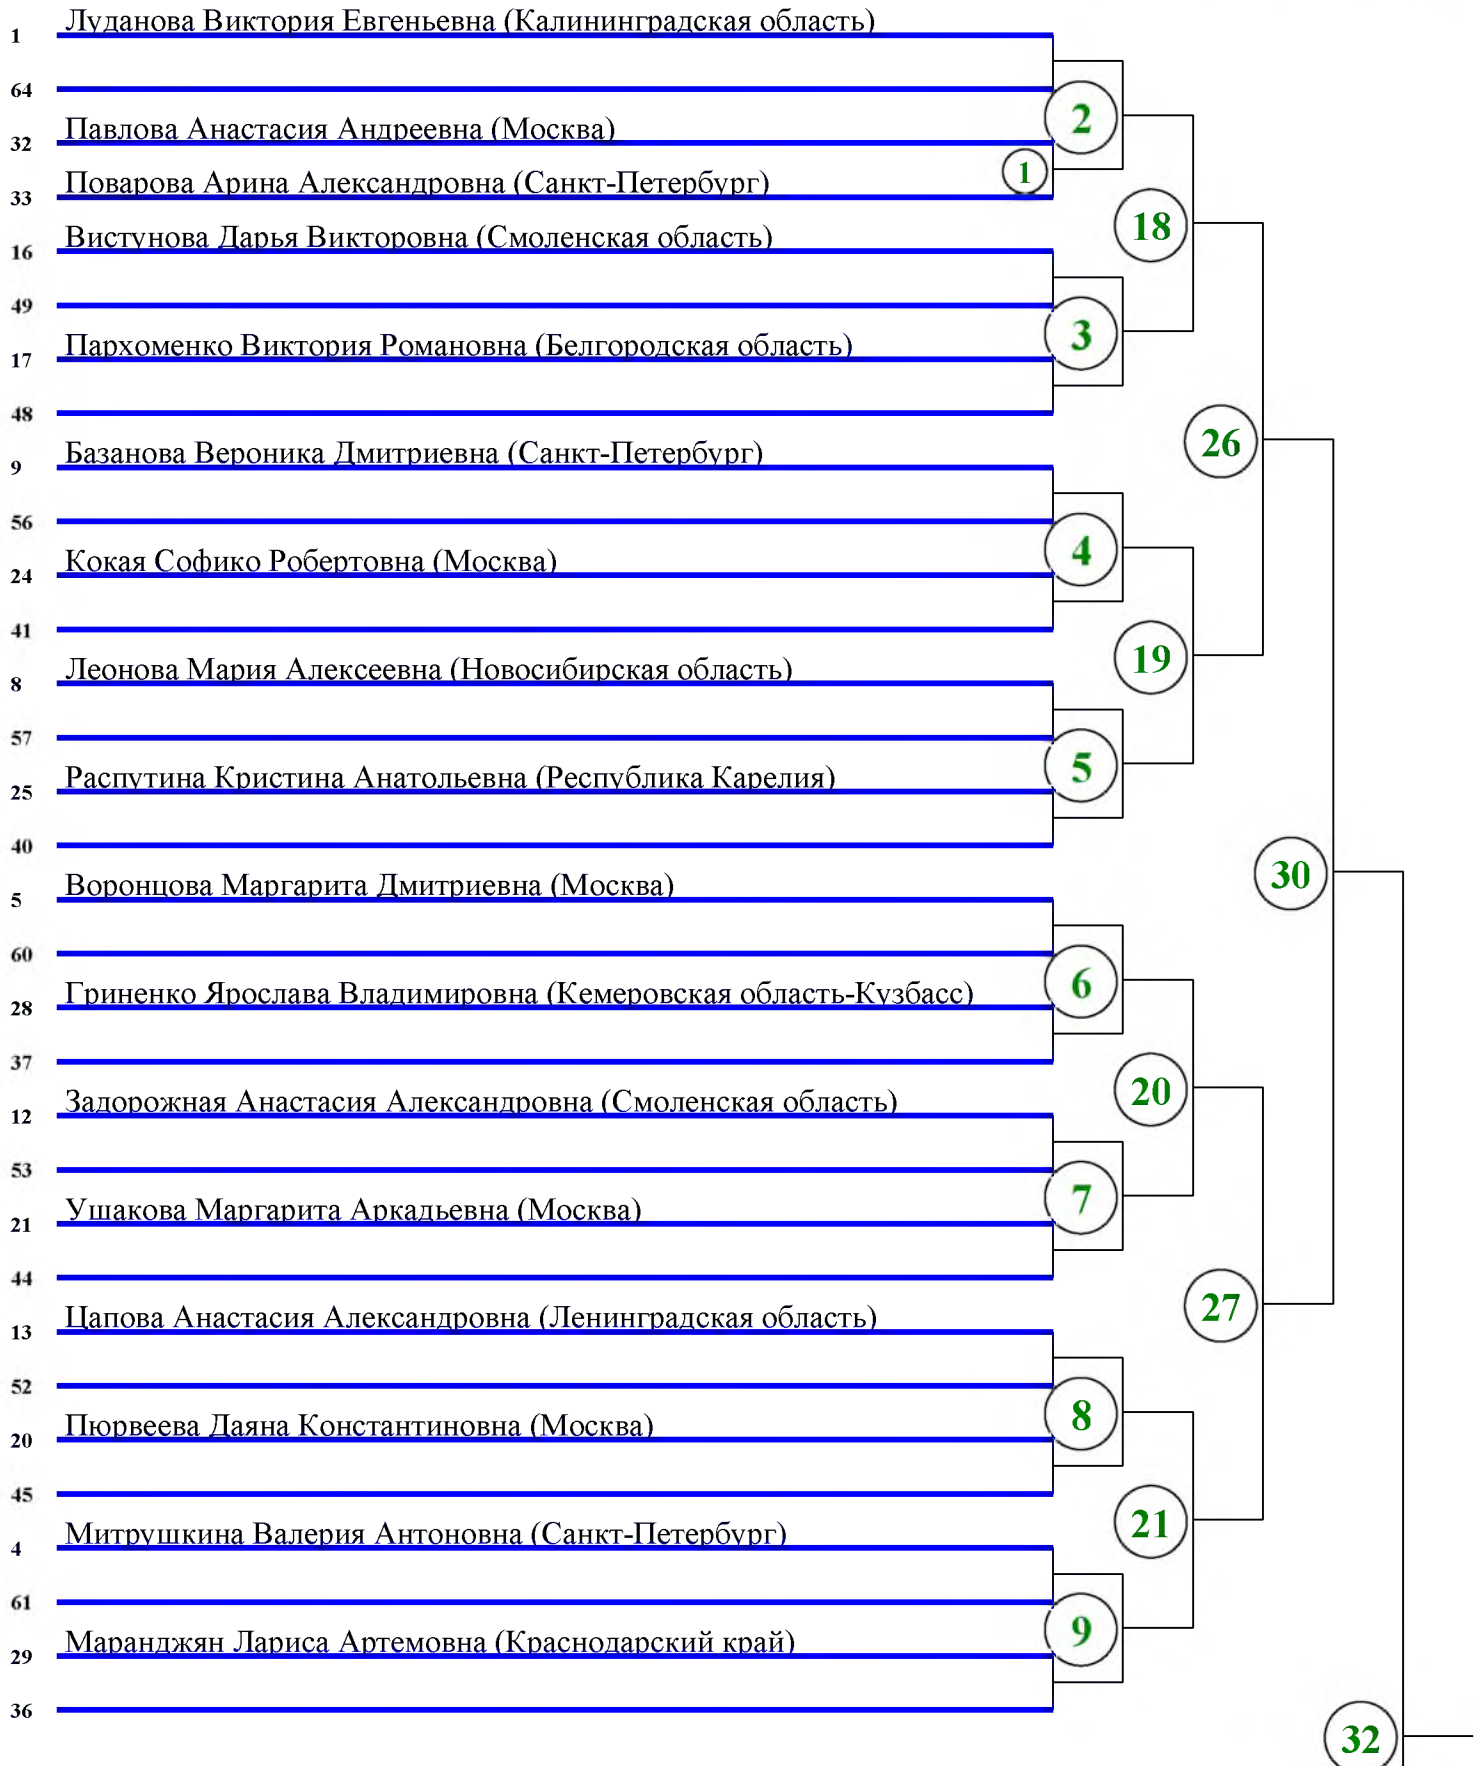 Луданова Виктория Евгеньевна (Калининградская область)
1
64
2
Павлова Анастасия Андреевна (Москва)
32
1
Поварова Арина Александровна (Санкт-Петербург)
33
18
Вистунова Дарья Викторовна (Смоленская область)
16
49
3
Пархоменко Виктория Романовна (Белгородская область)
17
48
26
Базанова Вероника Дмитриевна (Санкт-Петербург)
9
56
4
Кокая Софико Робертовна (Москва)
24
41
19
Леонова Мария Алексеевна (Новосибирская область)
8
57
5
Распутина Кристина Анатольевна (Республика Карелия)
25
40
30
Воронцова Маргарита Дмитриевна (Москва)
5
60
6
Гриненко Ярослава Владимировна (Кемеровская область-Кузбасс)
28
37
20
Задорожная Анастасия Александровна (Смоленская область)
12
53
7
Ушакова Маргарита Аркадьевна (Москва)
21
44
27
Цапова Анастасия Александровна (Ленинградская область)
13
52
8
Пюрвеева Даяна Константиновна (Москва)
20
45
21
Митрушкина Валерия Антоновна (Санкт-Петербург)
4
61
9
Маранджян Лариса Артемовна (Краснодарский край)
29
36
32